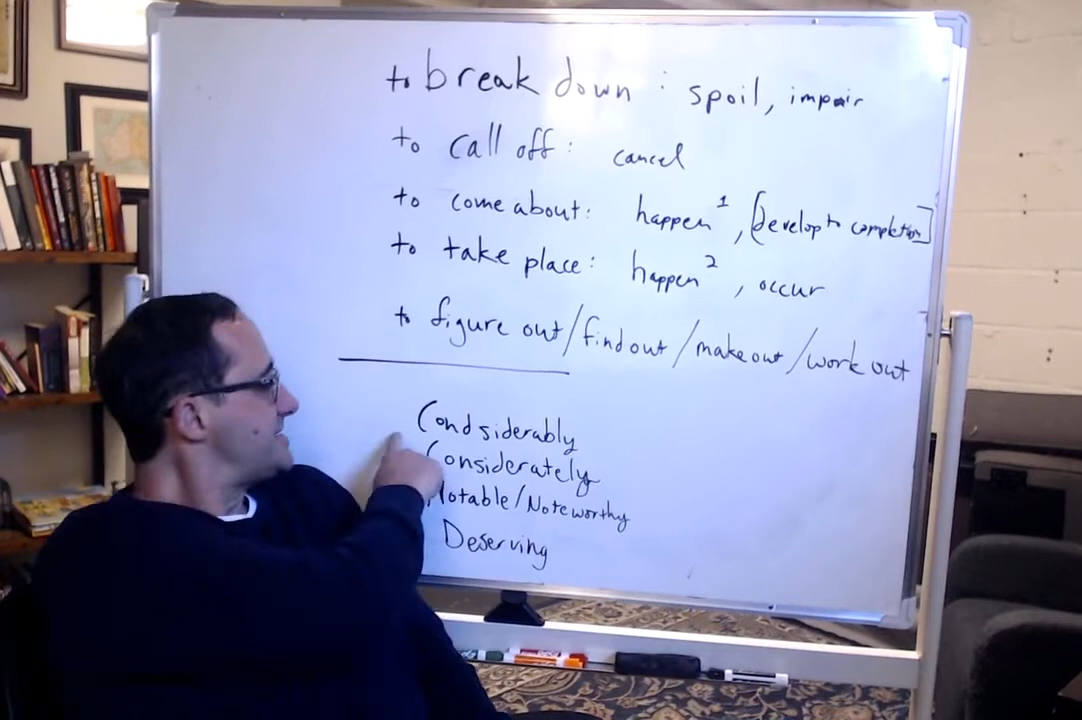 to break down : spoil, impair
to call off : cancel
to come about : happen 1, [develop to completion]
to take place : happen 2, occur
to figure out / find out / make out / work out
Condsiderably
Considerately
Notable/Noteworthy
Deserving